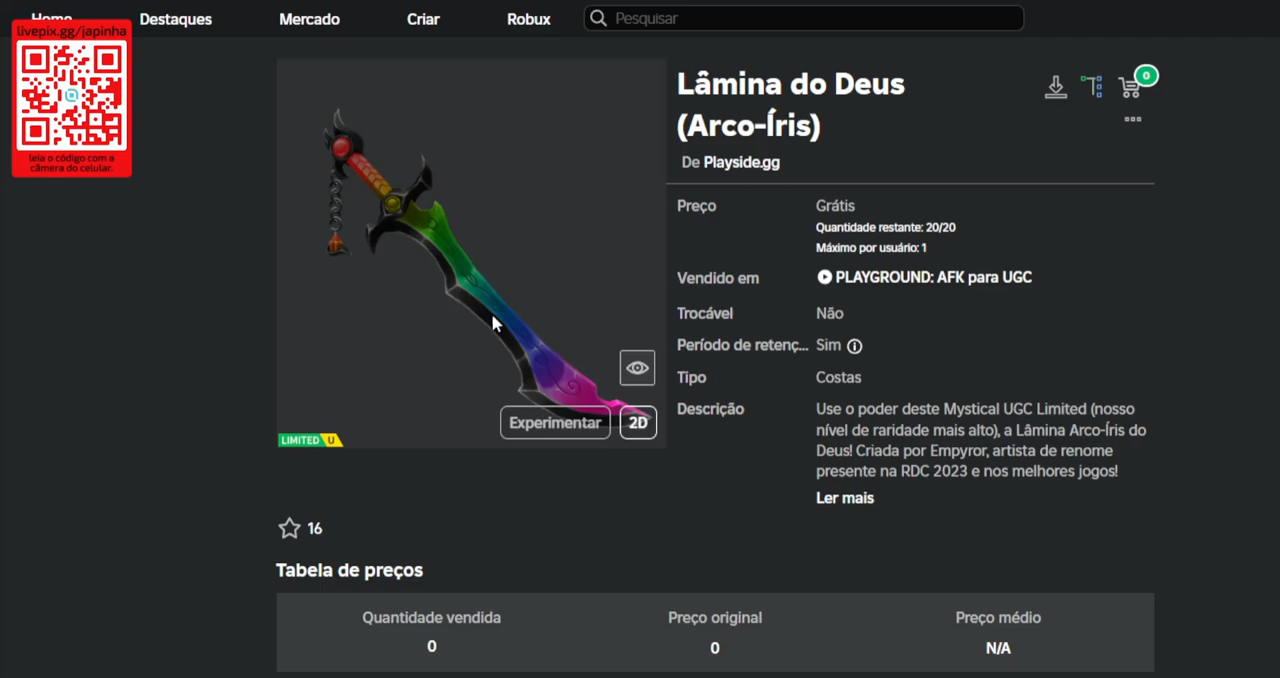 Home
Destaques
Mercado
Criar
Robux
Pesquisar
livepix.gg/japinha
leia o código com a
câmera do celular.
Lâmina do Deus
(Arco-Íris)
0
De Playside.gg
Preço
Grátis
Quantidade restante: 20/20
Máximo por usuário: 1
Vendido em
PLAYGROUND: AFK para UGC
Trocável
Não
Período de retenç...
Sim
Tipo
Costas
Descrição
Use o poder deste Mystical UGC Limited (nosso
nível de raridade mais alto), a Lâmina Arco-Íris do
Deus! Criada por Empyror, artista de renome
presente na RDC 2023 e nos melhores jogos!
Ler mais
Experimentar
2D
LIMITED U
16
Tabela de preços
Quantidade vendida
0
Preço original
0
Preço médio
N/A